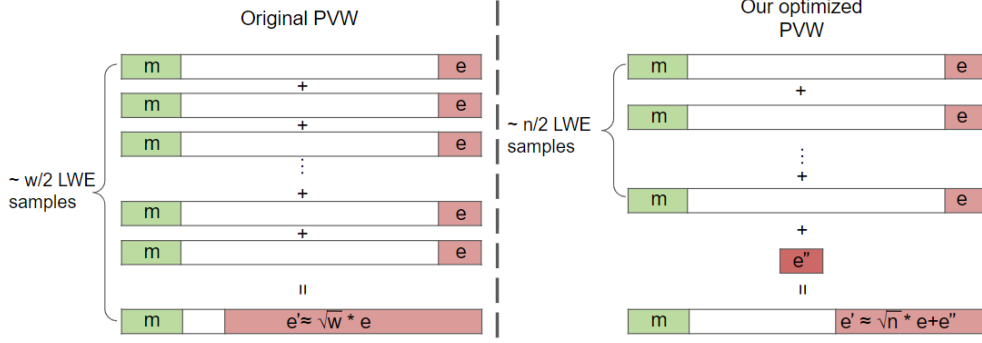 Original PVW
m e
+
m e
+
m e
⋮
+
m e
+
m e
=
m e'≈ √w * e
~ w/2 LWE
samples
Our optimized
PVW
m e
+
m e
⋮
+
m e
+
e''
=
m e' ≈ √n * e+e''
~ n/2 LWE
samples